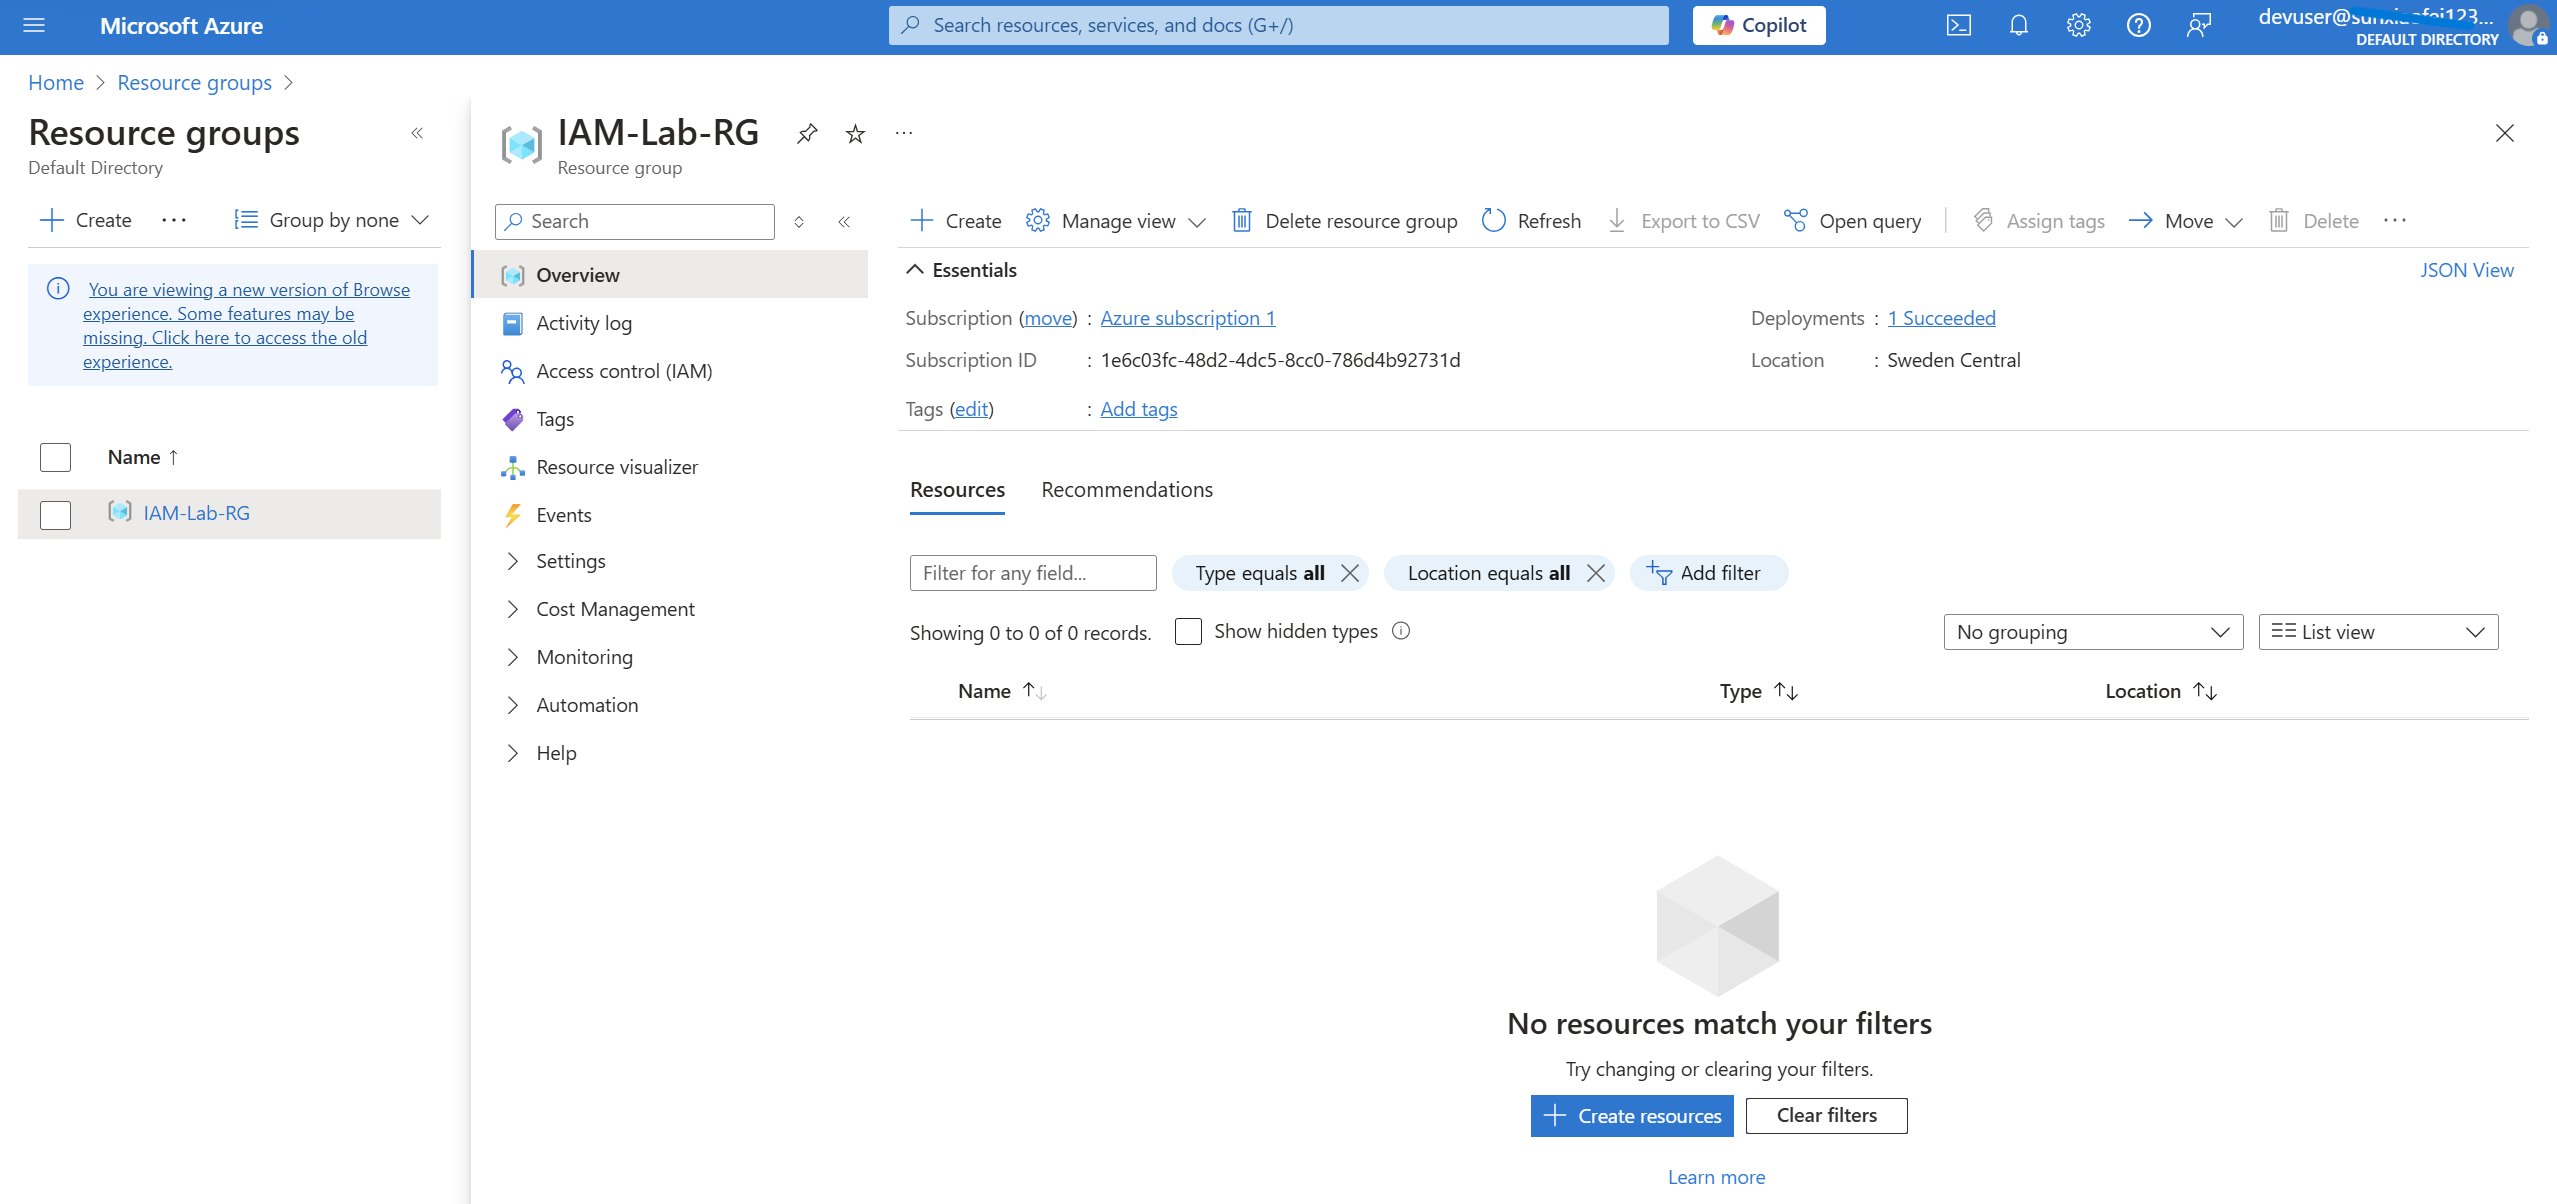 Microsoft Azure
Search resources, services, and docs (G+/)
Copilot
DEFAULT DIRECTORY
Home
Resource groups
Resource groups
Default Directory
Create
Group by none
You are viewing a new version of Browse
experience. Some features may be
missing. Click here to access the old
experience.
Name ↑
IAM-Lab-RG
IAM-Lab-RG
Resource group
Search
Overview
Activity log
Access control (IAM)
Tags
Resource visualizer
Events
Settings
Cost Management
Monitoring
Automation
Help
Create
Manage view
Delete resource group
Refresh
Export to CSV
Open query
Assign tags
Move
Delete
Essentials
JSON View
Subscription (move) : Azure subscription 1
Deployments : 1 Succeeded
Subscription ID : 1e6c03fc-48d2-4dc5-8cc0-786d4b92731d
Location : Sweden Central
Tags (edit) : Add tags
Resources
Recommendations
Filter for any field...
Type equals all
Location equals all
Add filter
Showing 0 to 0 of 0 records.
Show hidden types
No grouping
List view
Name
Type
Location
No resources match your filters
Try changing or clearing your filters.
Create resources
Clear filters
Learn more